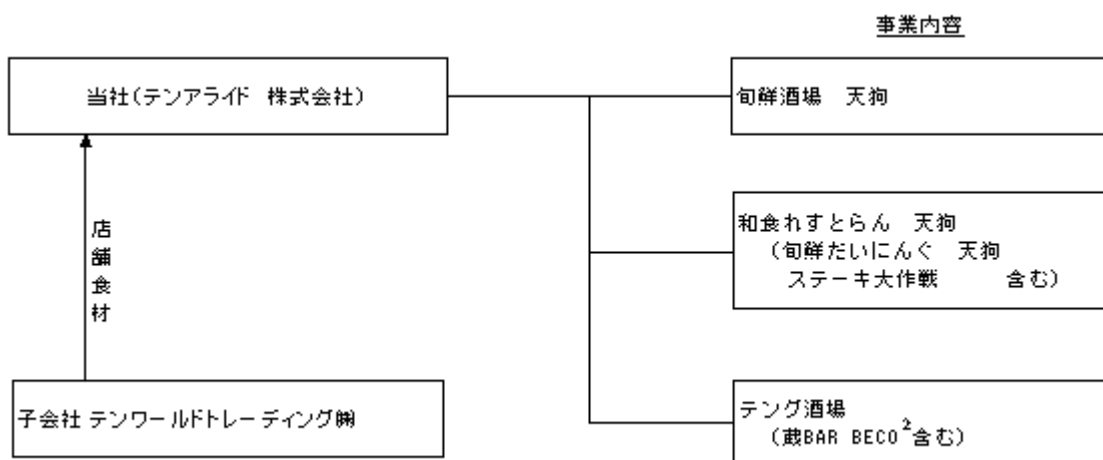 事業内容
当社(テンアライド 株式会社)
旬鮮酒場 天狗
店舗食材
和食れすとらん 天狗
(旬鮮だいにんぐ 天狗
ステーキ大作戦 含む)
子会社 テンワールドトレーディング㈱
テング酒場
(蔵BAR BECO²含む)